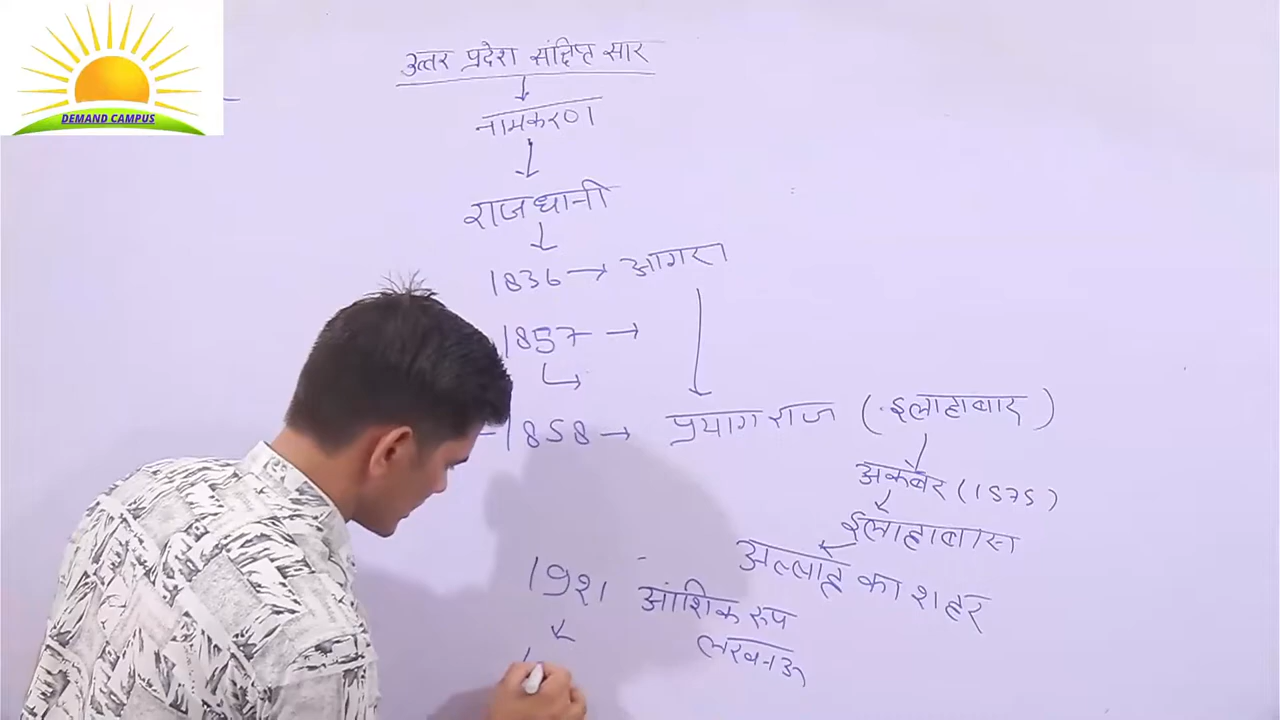 DEMAND CAMPUS
उत्तर प्रदेश संक्षिप्त सार
नामकरण
राजधानी
1836 → आगरा
1857 →
1858 → प्रयागराज (इलाहाबाद)
अकबर (1575)
इलाहाबास
अल्लाह का शहर
1921 आंशिक रूप
लखनऊ